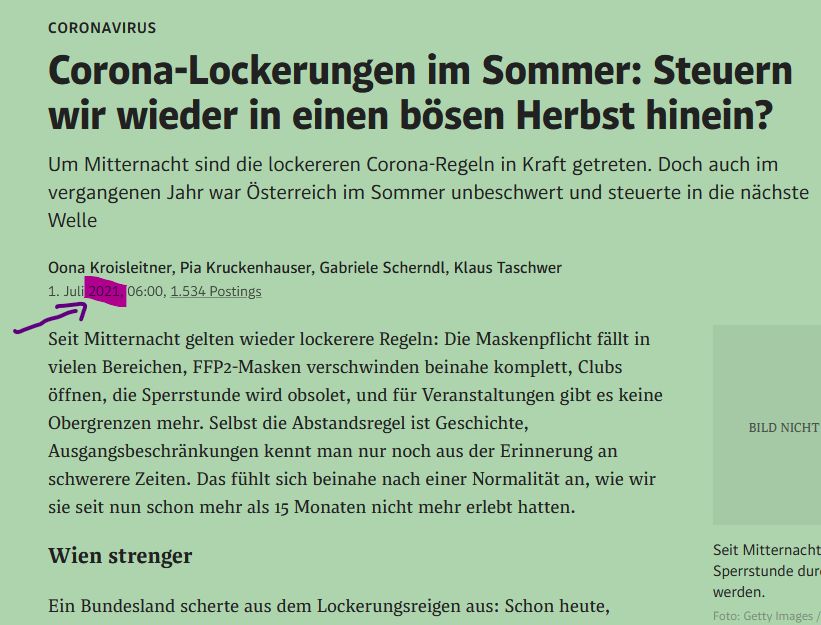 CORONAVIRUS
Corona-Lockerungen im Sommer: Steuern
wir wieder in einen bösen Herbst hinein?
Um Mitternacht sind die lockereren Corona-Regeln in Kraft getreten. Doch auch im
vergangenen Jahr war Österreich im Sommer unbeschwert und steuerte in die nächste
Welle
Oona Kroisleitner, Pia Kruckenhauser, Gabriele Scherndl, Klaus Taschwer
1. Juli 2021, 06:00, 1.534 Postings
Seit Mitternacht gelten wieder lockerere Regeln: Die Maskenpflicht fällt in
vielen Bereichen, FFP2-Masken verschwinden beinahe komplett, Clubs
öffnen, die Sperrstunde wird obsolet, und für Veranstaltungen gibt es keine
Obergrenzen mehr. Selbst die Abstandsregel ist Geschichte,
Ausgangsbeschränkungen kennt man nur noch aus der Erinnerung an
schwerere Zeiten. Das fühlt sich beinahe nach einer Normalität an, wie wir
sie seit nun schon mehr als 15 Monaten nicht mehr erlebt hatten.
Wien strenger
Ein Bundesland scherte aus dem Lockerungsreigen aus: Schon heute,
BILD NICHT
Seit Mitternacht
Sperrstunde dur
werden.
Foto: Getty Images /